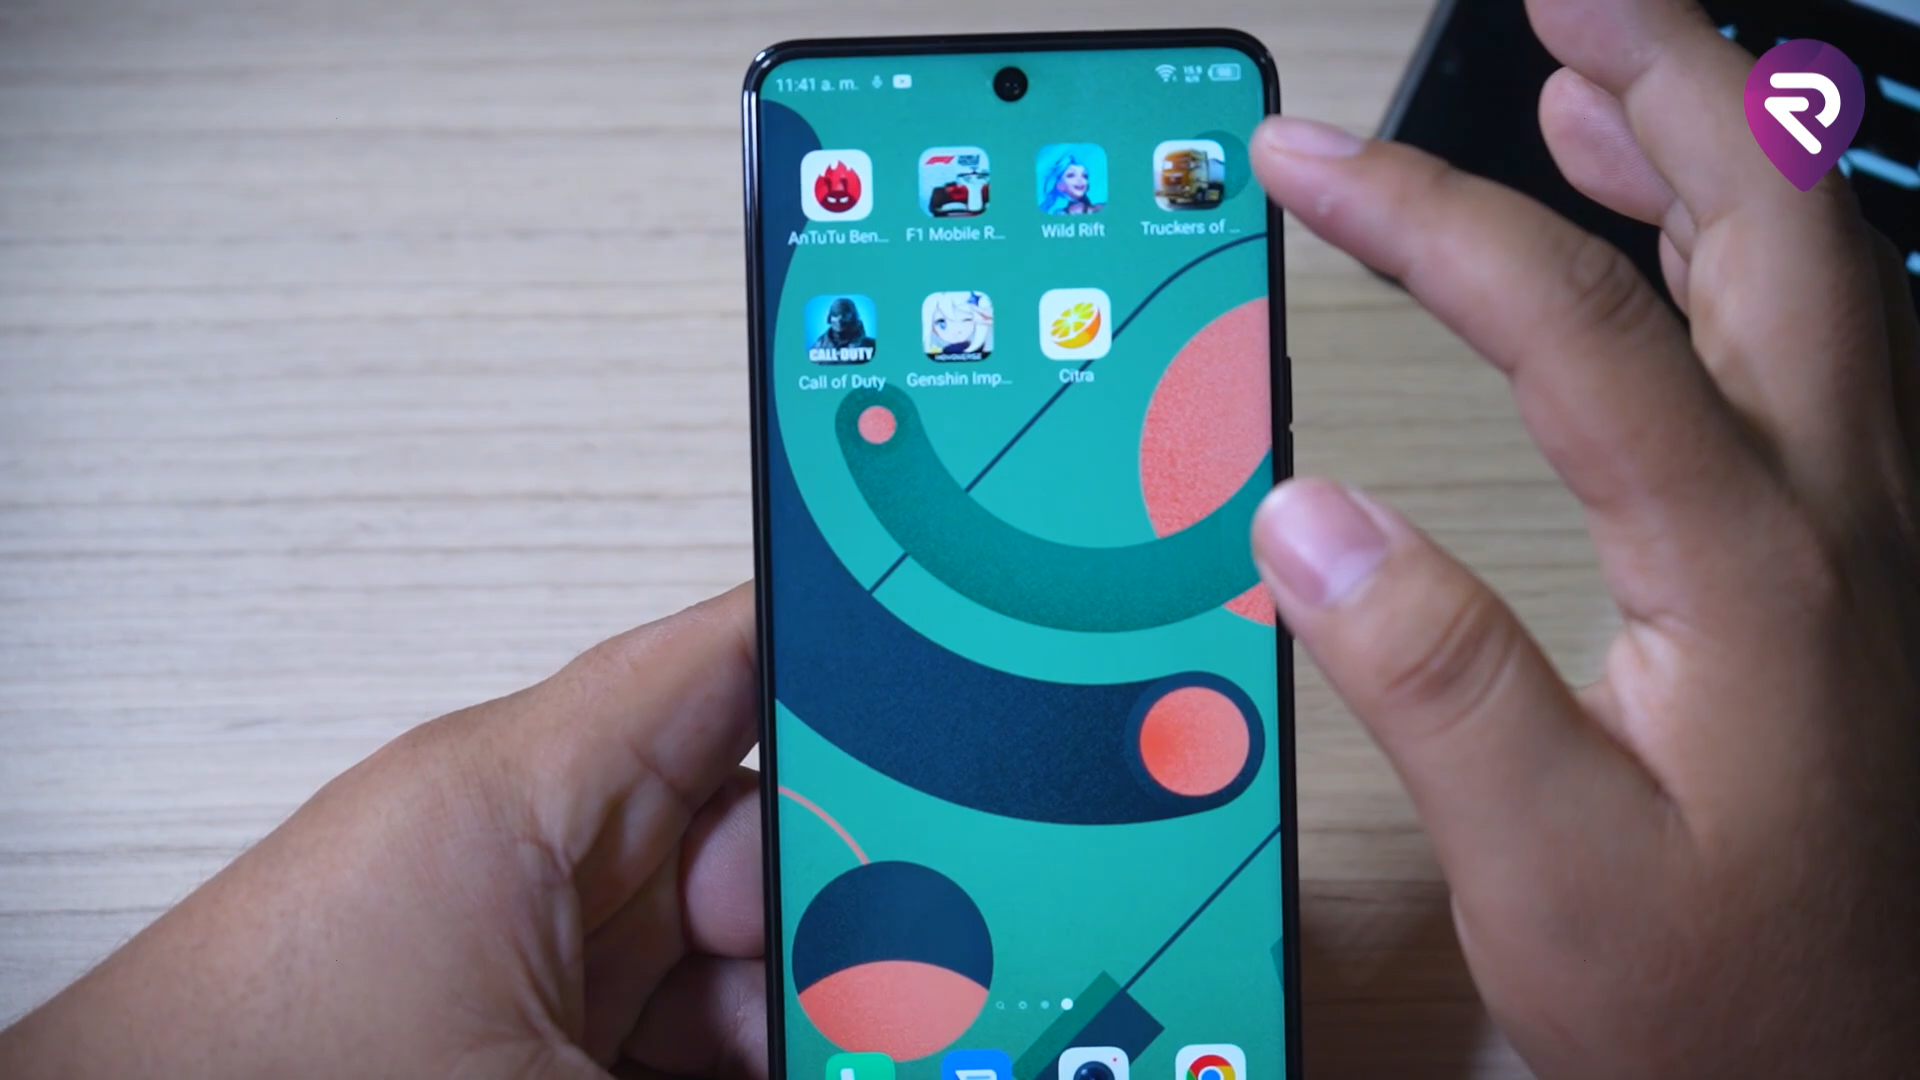 11:41 a. m.
AnTuTu Ben...
F1 Mobile R...
Wild Rift
Truckers of ...
CALL DUTY
Call of Duty
Genshin Imp...
Citra